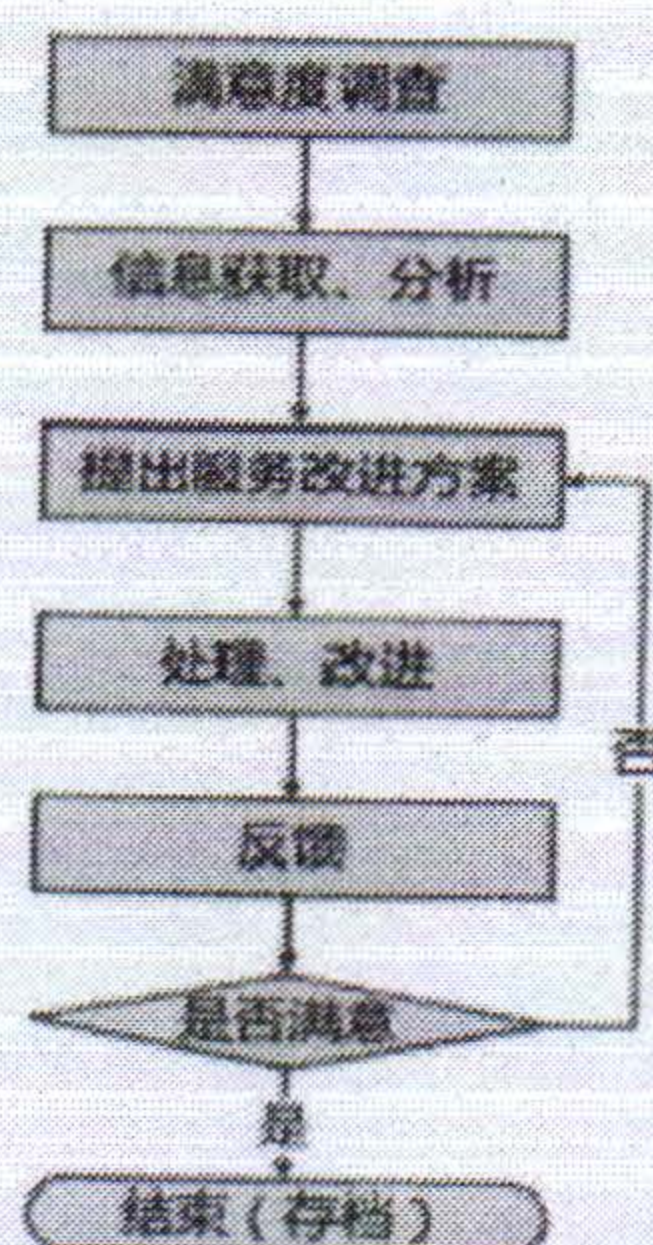 满意度调查
信息获取、分析
提出服务改进方案
处理、改进
反馈
是否满意
否
是
结束(存档)